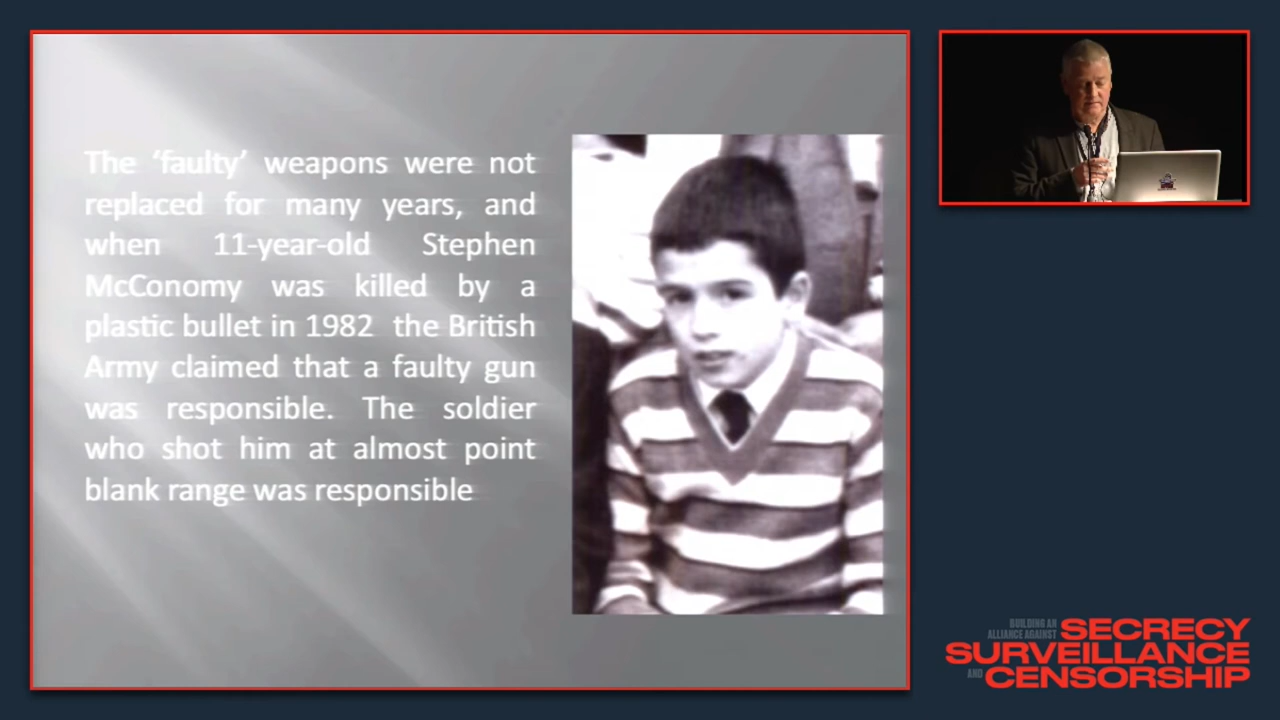 The ‘faulty’ weapons were not
replaced for many years, and
when 11-year-old Stephen
McConomy was killed by a
plastic bullet in 1982 the British
Army claimed that a faulty gun
was responsible. The soldier
who shot him at almost point
blank range was responsible
BUILDING AN
ALLIANCE AGAINST SECRECY
SURVEILLANCE
AND CENSORSHIP